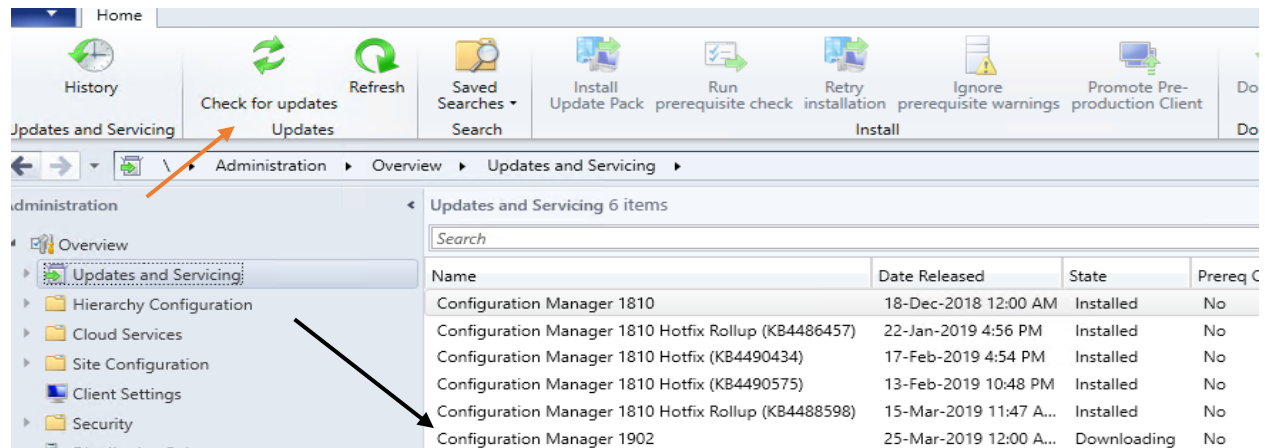 Home
History
Check for updates
Refresh
Saved Searches
Install Update Pack
Run prerequisite check
Retry installation
Ignore prerequisite warnings
Promote Pre-production Client
Do
Updates and Servicing
Updates
Search
Install
Do
\ Administration Overview Updates and Servicing
dministration
Overview
Updates and Servicing
Hierarchy Configuration
Cloud Services
Site Configuration
Client Settings
Security
Updates and Servicing 6 items
Search
Name Date Released State Prereq C
Configuration Manager 1810 18-Dec-2018 12:00 AM Installed No
Configuration Manager 1810 Hotfix Rollup (KB4486457) 22-Jan-2019 4:56 PM Installed No
Configuration Manager 1810 Hotfix (KB4490434) 17-Feb-2019 4:54 PM Installed No
Configuration Manager 1810 Hotfix (KB4490575) 13-Feb-2019 10:48 PM Installed No
Configuration Manager 1810 Hotfix Rollup (KB4488598) 15-Mar-2019 11:47 A... Installed No
Configuration Manager 1902 25-Mar-2019 12:00 A... Downloading No